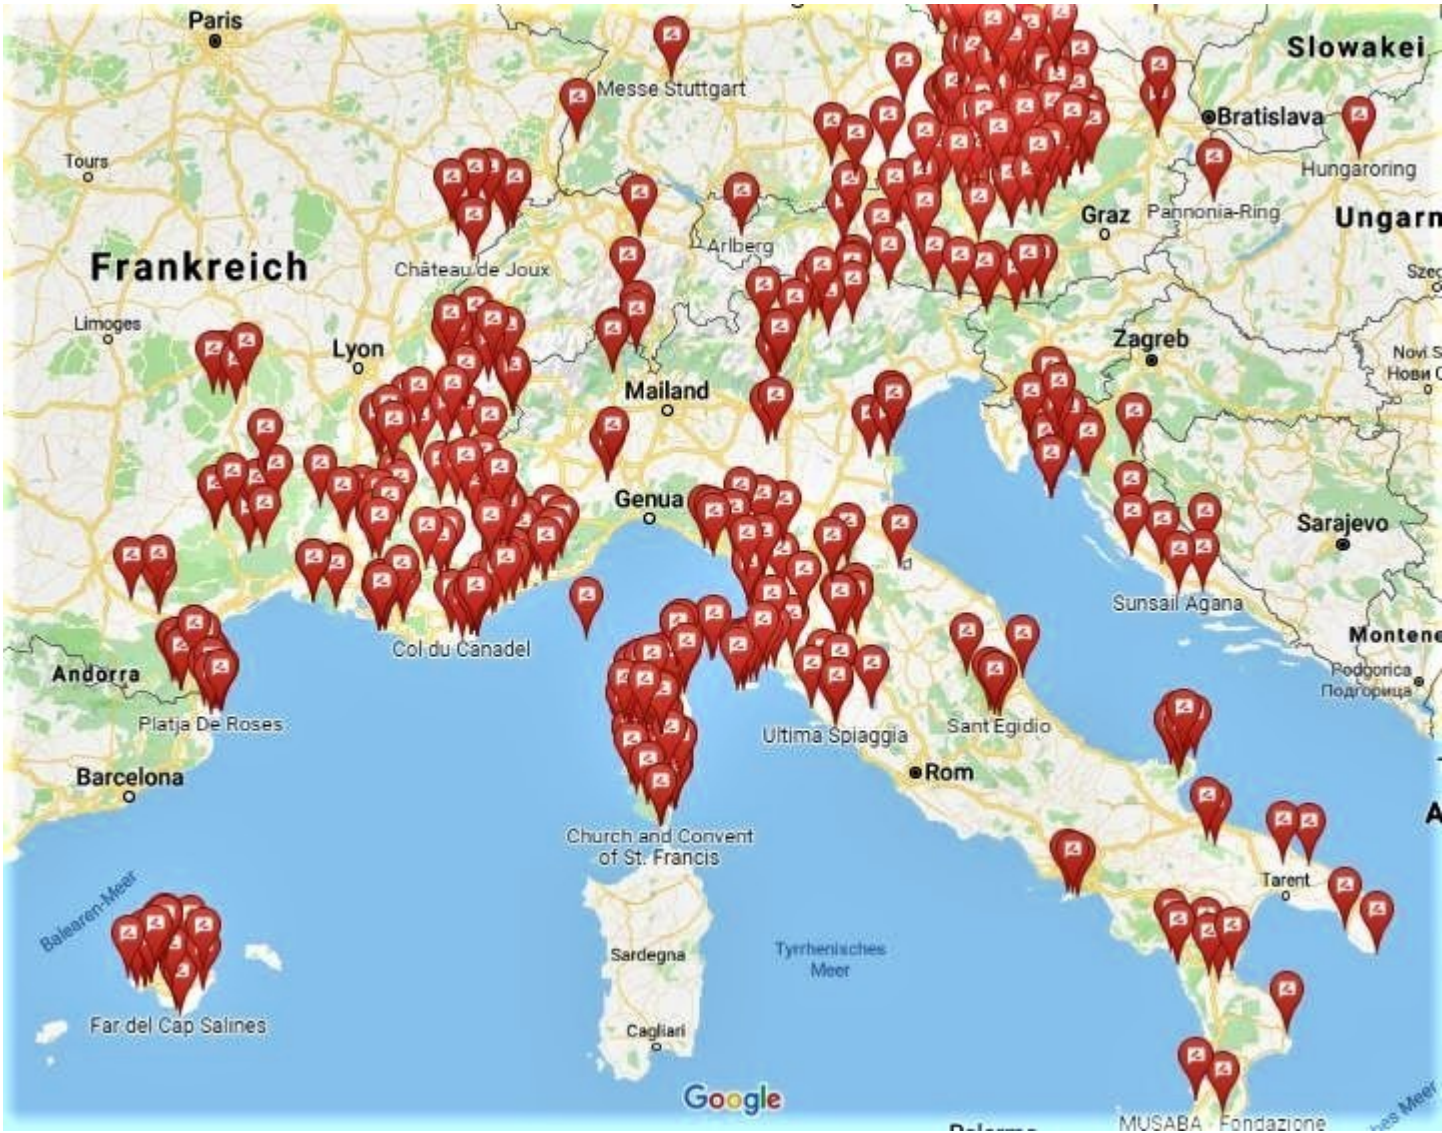 Paris
Slowakei
Messe Stuttgart
Bratislava
Tours
Hungaroring
Graz
Pannonia-Ring
Ungarn
Arlberg
Frankreich
Château de Joux
Limoges
Zagreb
Lyon
Нови
Mailand
Genua
Sarajevo
Sunsail Agana
Col du Canadel
Andorra
Podgorica
Подгорица
Platja De Roses
Ultima Spiaggia
Sant'Egidio
Rom
Barcelona
Church and Convent
of St. Francis
Tarent
Balearen-Meer
Sardegna
Tyrrhenisches
Meer
Far del Cap Salines
Cagliari
Google
MUSABA - Fondazione
Meer